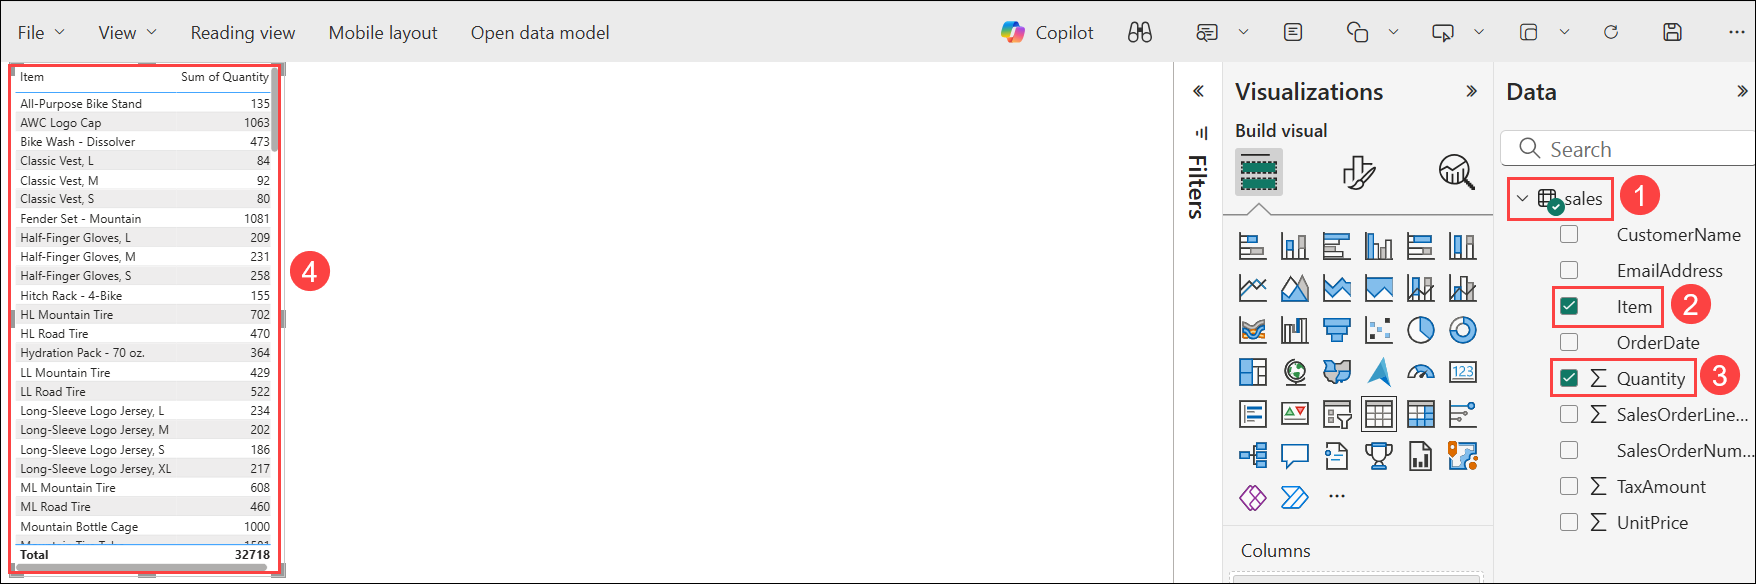 File View Reading view Mobile layout Open data model Copilot ...
Item Sum of Quantity
All-Purpose Bike Stand 135
AWC Logo Cap 1063
Bike Wash - Dissolver 473
Classic Vest, L 84
Classic Vest, M 92
Classic Vest, S 80
Fender Set - Mountain 1081
Half-Finger Gloves, L 209
Half-Finger Gloves, M 231
Half-Finger Gloves, S 258
Hitch Rack - 4-Bike 155
HL Mountain Tire 702
HL Road Tire 470
Hydration Pack - 70 oz. 364
LL Mountain Tire 429
LL Road Tire 522
Long-Sleeve Logo Jersey, L 234
Long-Sleeve Logo Jersey, M 202
Long-Sleeve Logo Jersey, S 186
Long-Sleeve Logo Jersey, XL 217
ML Mountain Tire 608
ML Road Tire 460
Mountain Bottle Cage 1000
Total 32718
4
Filters
Visualizations
Build visual
123
...
Columns
Data
Search
sales 1
CustomerName
EmailAddress
Item 2
OrderDate
Σ Quantity 3
Σ SalesOrderLine...
SalesOrderNum...
Σ TaxAmount
Σ UnitPrice